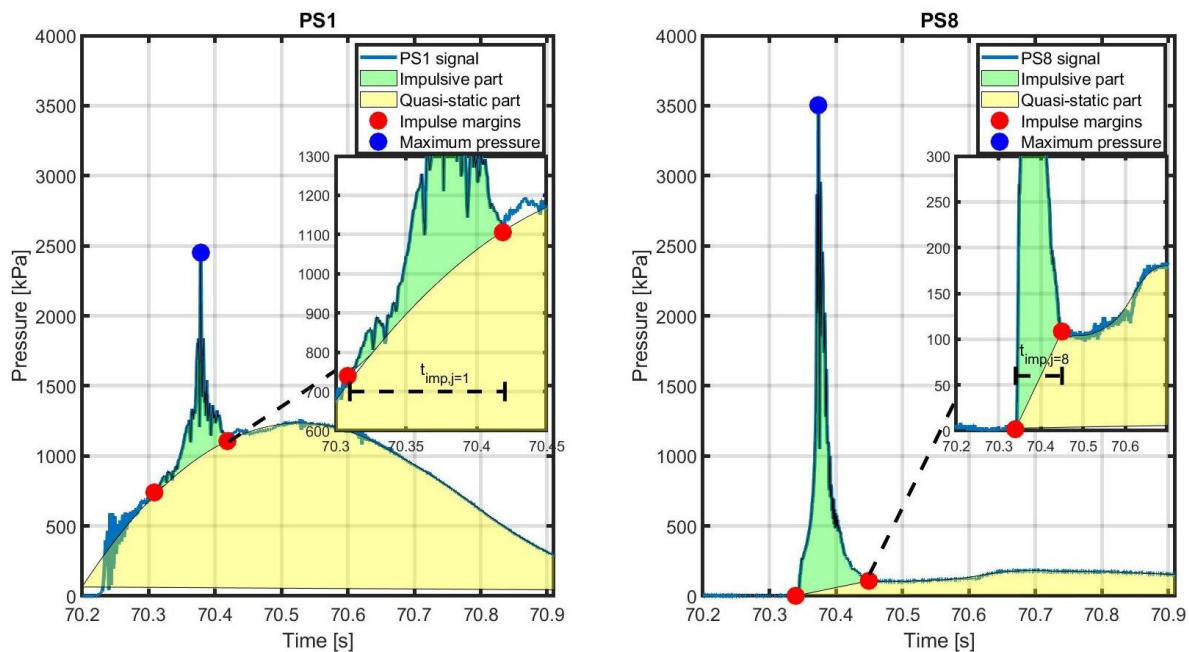 PS1
4000
3500
3000
2500
2000
1500
1000
500
0
Pressure [kPa]
70.2 70.3 70.4 70.5 70.6 70.7 70.8 70.9
Time [s]
PS1 signal
Impulsive part
Quasi-static part
Impulse margins
Maximum pressure
1300
1200
1100
1000
900
800
700
600
70.3 70.35 70.4 70.45
t_imp,j=1
PS8
4000
3500
3000
2500
2000
1500
1000
500
0
Pressure [kPa]
70.2 70.3 70.4 70.5 70.6 70.7 70.8 70.9
Time [s]
PS8 signal
Impulsive part
Quasi-static part
Impulse margins
Maximum pressure
300
250
200
150
100
50
0
70.2 70.3 70.4 70.5 70.6
t_imp,j=8